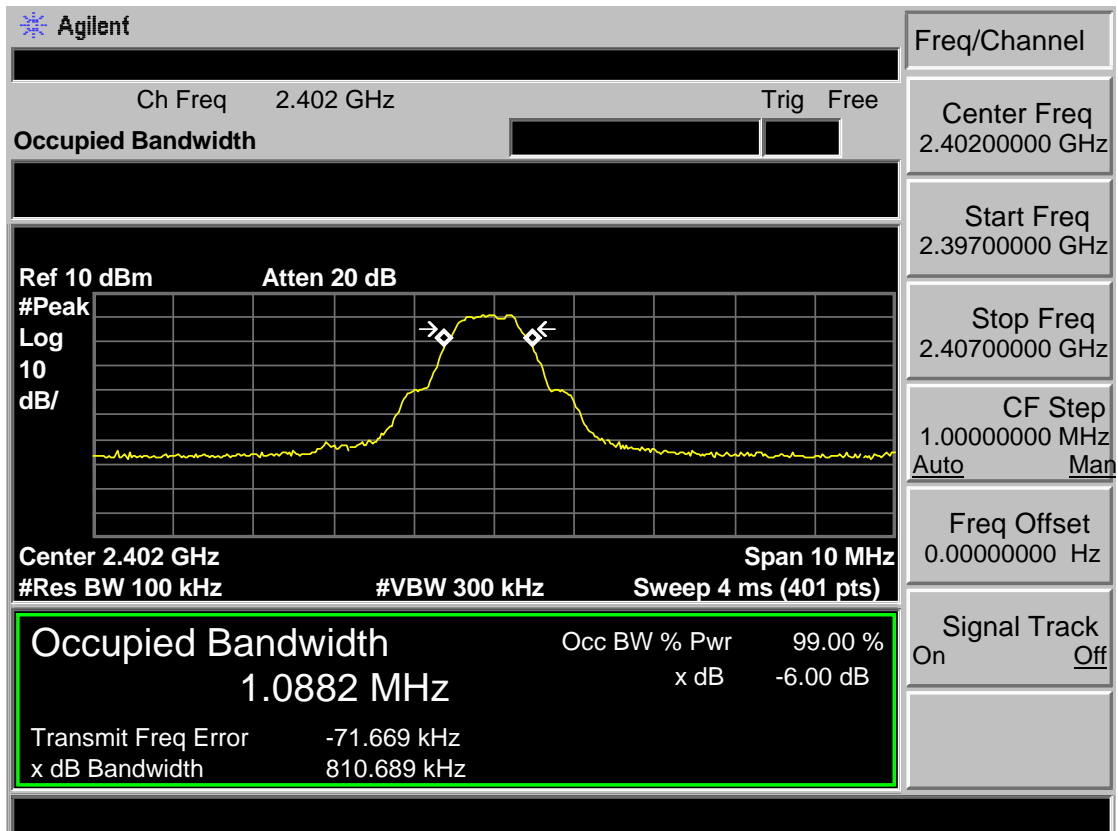 Agilent
Freq/Channel
Ch Freq 2.402 GHz Trig Free
Occupied Bandwidth
Center Freq
2.40200000 GHz
Start Freq
2.39700000 GHz
Stop Freq
2.40700000 GHz
CF Step
1.00000000 MHz
Auto Man
Freq Offset
0.00000000 Hz
Signal Track
On Off
Ref 10 dBm Atten 20 dB
#Peak
Log
10
dB/
Center 2.402 GHz Span 10 MHz
#Res BW 100 kHz #VBW 300 kHz Sweep 4 ms (401 pts)
Occupied Bandwidth
1.0882 MHz
Occ BW % Pwr 99.00 %
x dB -6.00 dB
Transmit Freq Error -71.669 kHz
x dB Bandwidth 810.689 kHz